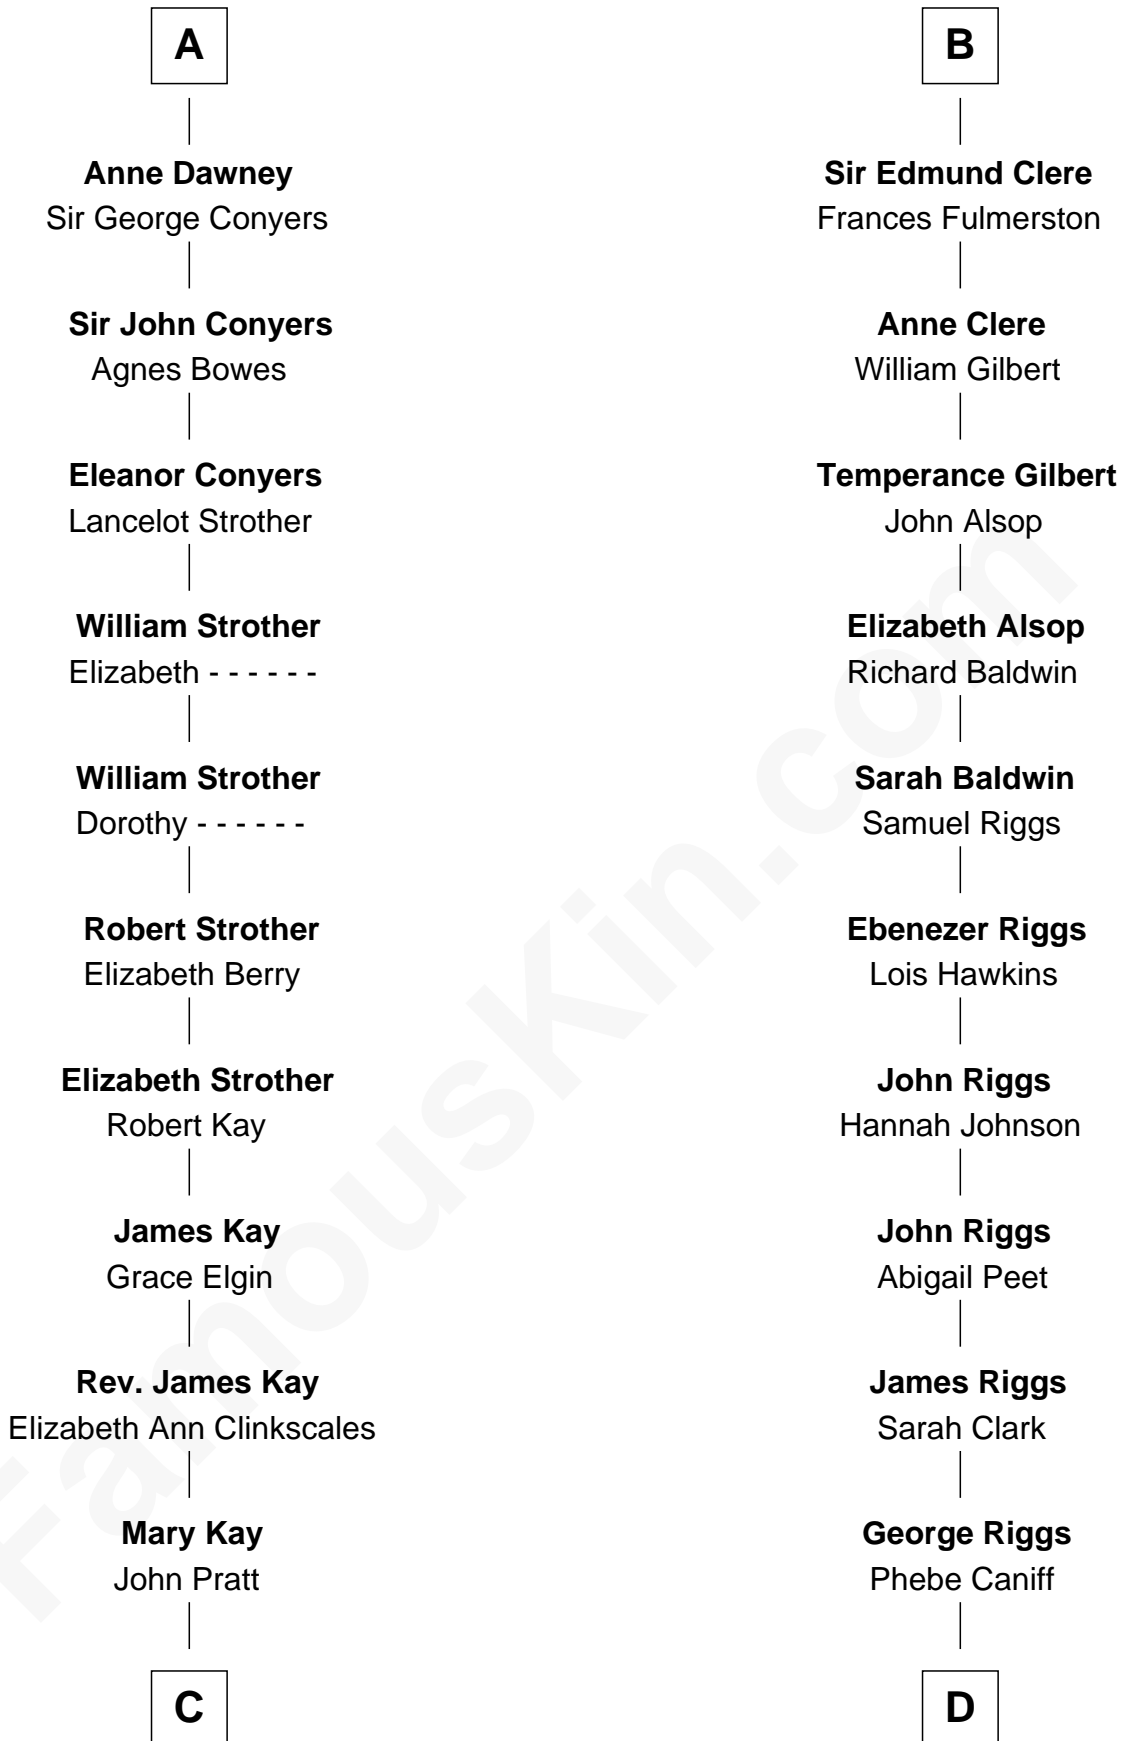 A
Anne Dawney
Sir George Conyers
Sir John Conyers
Agnes Bowes
Eleanor Conyers
Lancelot Strother
William Strother
Elizabeth - - - - - -
William Strother
Dorothy - - - - - -
Robert Strother
Elizabeth Berry
Elizabeth Strother
Robert Kay
James Kay
Grace Elgin
Rev. James Kay
Elizabeth Ann Clinkscales
Mary Kay
John Pratt
C
B
Sir Edmund Clere
Frances Fulmerston
Anne Clere
William Gilbert
Temperance Gilbert
John Alsop
Elizabeth Alsop
Richard Baldwin
Sarah Baldwin
Samuel Riggs
Ebenezer Riggs
Lois Hawkins
John Riggs
Hannah Johnson
John Riggs
Abigail Peet
James Riggs
Sarah Clark
George Riggs
Phebe Caniff
D
FamousKin.com